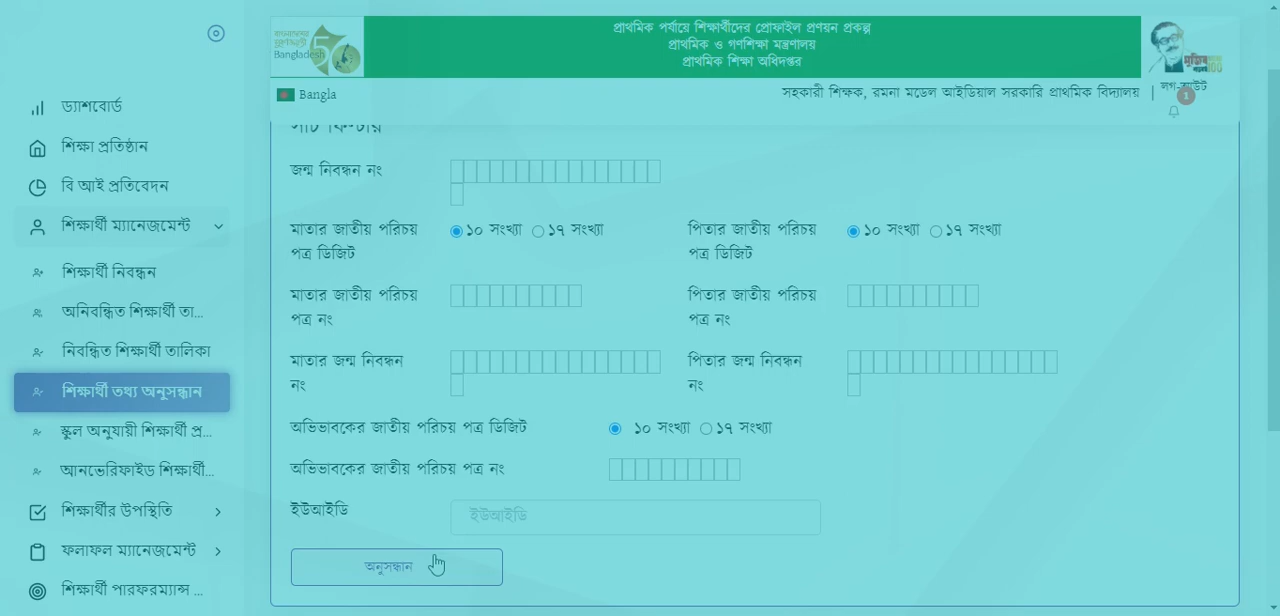 Bangladesh 50
প্রাথমিক পর্যায়ে শিক্ষার্থীদের প্রোফাইল প্রণয়ন প্রকল্প
প্রাথমিক ও গণশিক্ষা মন্ত্রণালয়
প্রাথমিক শিক্ষা অধিদপ্তর
Bangla
সহকারী শিক্ষক, রমনা মডেল আইডিয়াল সরকারি প্রাথমিক বিদ্যালয় | লগ-আউট
1
ড্যাশবোর্ড
শিক্ষা প্রতিষ্ঠান
বি আই প্রতিবেদন
শিক্ষার্থী ম্যানেজমেন্ট
শিক্ষার্থী নিবন্ধন
অনিবন্ধিত শিক্ষার্থী তা...
নিবন্ধিত শিক্ষার্থী তালিকা
শিক্ষার্থী তথ্য অনুসন্ধান
স্কুল অনুযায়ী শিক্ষার্থী প্র...
আনভেরিফাইড শিক্ষার্থী...
শিক্ষার্থীর উপস্থিতি
ফলাফল ম্যানেজমেন্ট
শিক্ষার্থী পারফরম্যান্স ...
জন্ম নিবন্ধন নং
মাতার জাতীয় পরিচয় পত্র ডিজিট
১০ সংখ্যা ১৭ সংখ্যা
পিতার জাতীয় পরিচয় পত্র ডিজিট
১০ সংখ্যা ১৭ সংখ্যা
মাতার জাতীয় পরিচয় পত্র নং
পিতার জাতীয় পরিচয় পত্র নং
মাতার জন্ম নিবন্ধন নং
পিতার জন্ম নিবন্ধন নং
অভিভাবকের জাতীয় পরিচয় পত্র ডিজিট
১০ সংখ্যা ১৭ সংখ্যা
অভিভাবকের জাতীয় পরিচয় পত্র নং
ইউআইডি
ইউআইডি
অনুসন্ধান